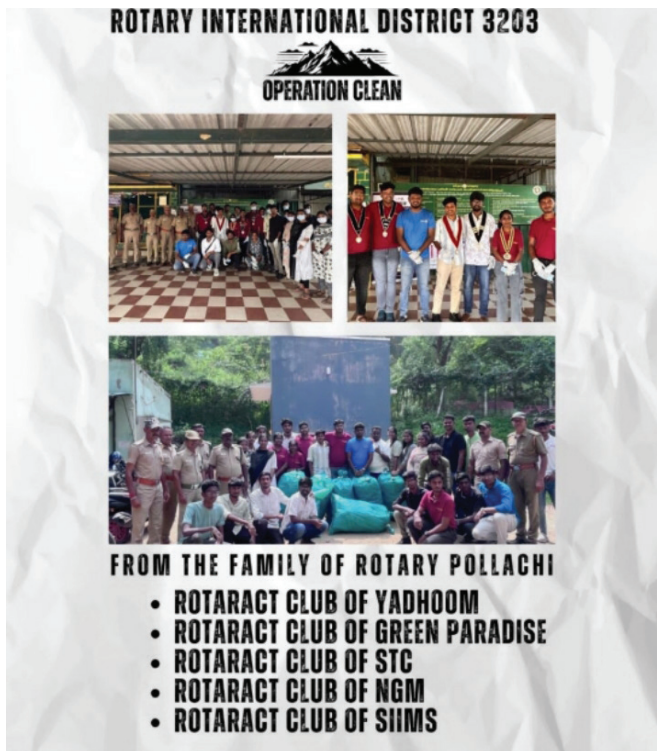 ROTARY INTERNATIONAL DISTRICT 3203
OPERATION CLEAN
FROM THE FAMILY OF ROTARY POLLACHI
• ROTARACT CLUB OF YADHOOM
• ROTARACT CLUB OF GREEN PARADISE
• ROTARACT CLUB OF STC
• ROTARACT CLUB OF NGM
• ROTARACT CLUB OF SIIMS